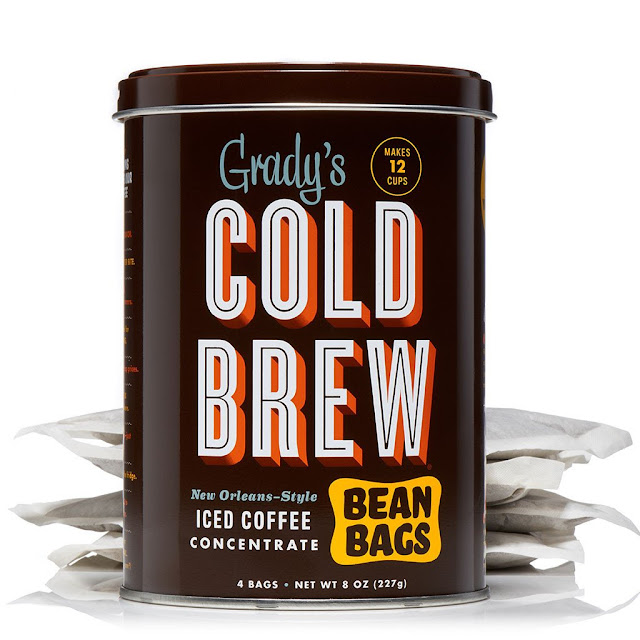 Grady's
MAKES
12
CUPS
COLD
BREW
New Orleans-Style
ICED COFFEE
CONCENTRATE
BEAN
BAGS
4 BAGS • NET WT 8 OZ (227g)